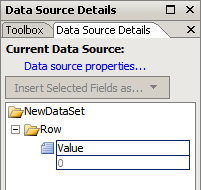 Data Source Details
Toolbox Data Source Details
Current Data Source:
Data source properties...
Insert Selected Fields as...
NewDataSet
Row
Value
0